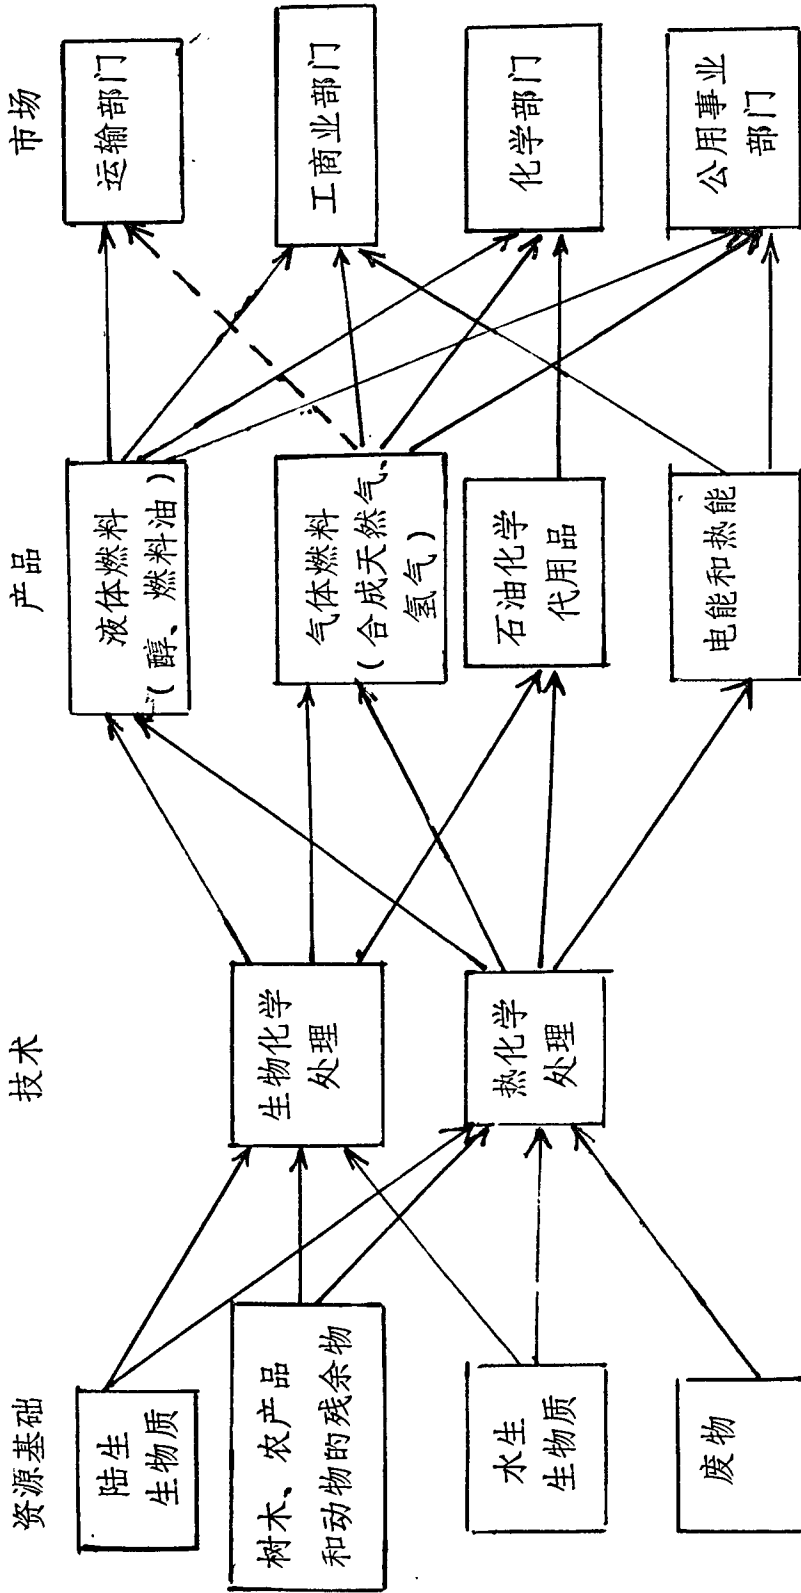 资源基础
技术
产品
市场
陆生
生物质
树木、农产品
和动物的残余物
水生
生物质
废物
生物化学
处理
热化学
处理
液体燃料
(醇、燃料油)
气体燃料
(合成天然气、
氢气)
石油化学
代用品
电能和热能
运输部门
工商业部门
化学部门
公用事业
部门